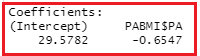 Coefficients:
(Intercept) PABMI$PA
29.5782 -0.6547